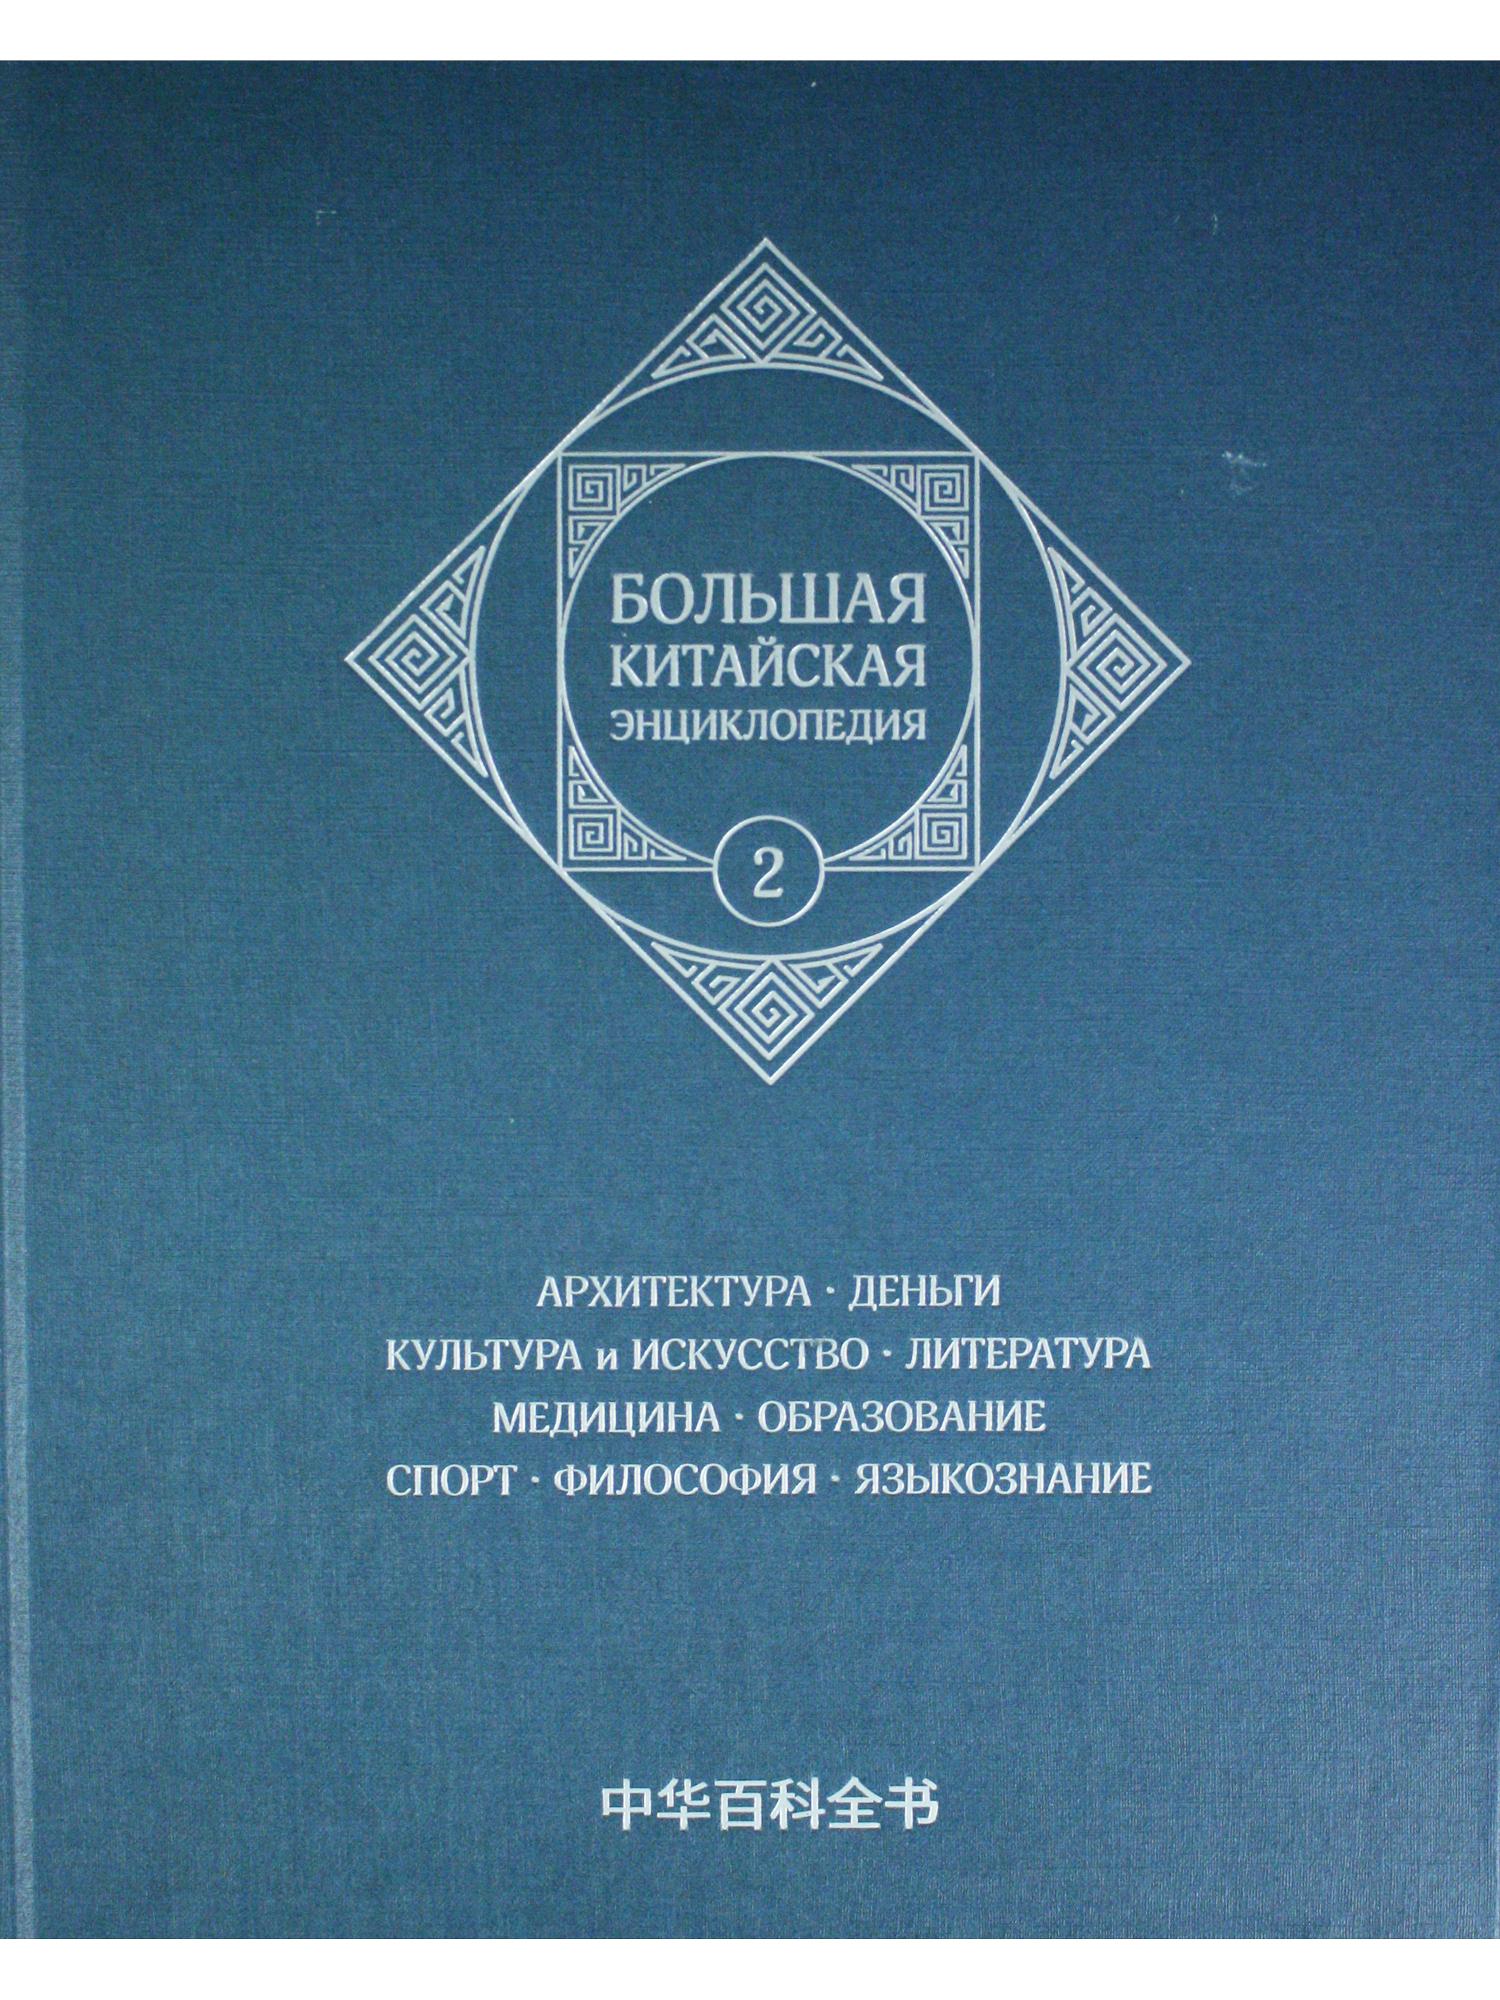 БОЛЬШАЯ
КИТАЙСКАЯ
ЭНЦИКЛОПЕДИЯ
2
АРХИТЕКТУРА · ДЕНЬГИ
КУЛЬТУРА и ИСКУССТВО · ЛИТЕРАТУРА
МЕДИЦИНА · ОБРАЗОВАНИЕ
СПОРТ · ФИЛОСОФИЯ · ЯЗЫКОЗНАНИЕ
中华百科全书